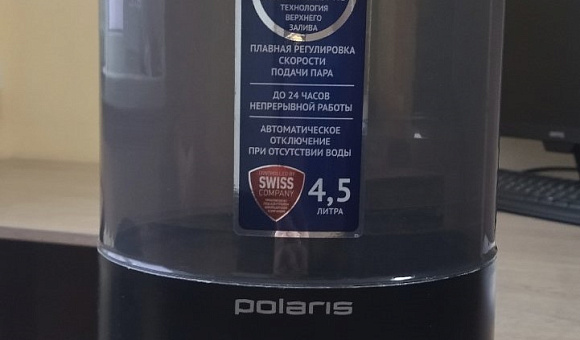 ТЕХНОЛОГИЯ
ВЕРХНЕГО
ЗАЛИВА
ПЛАВНАЯ РЕГУЛИРОВКА
СКОРОСТИ
ПОДАЧИ ПАРА
ДО 24 ЧАСОВ
НЕПРЕРЫВНОЙ РАБОТЫ
АВТОМАТИЧЕСКОЕ
ОТКЛЮЧЕНИЕ
ПРИ ОТСУТСТВИИ ВОДЫ
SWISS
COMPANY
4,5
ЛИТРА
polaris